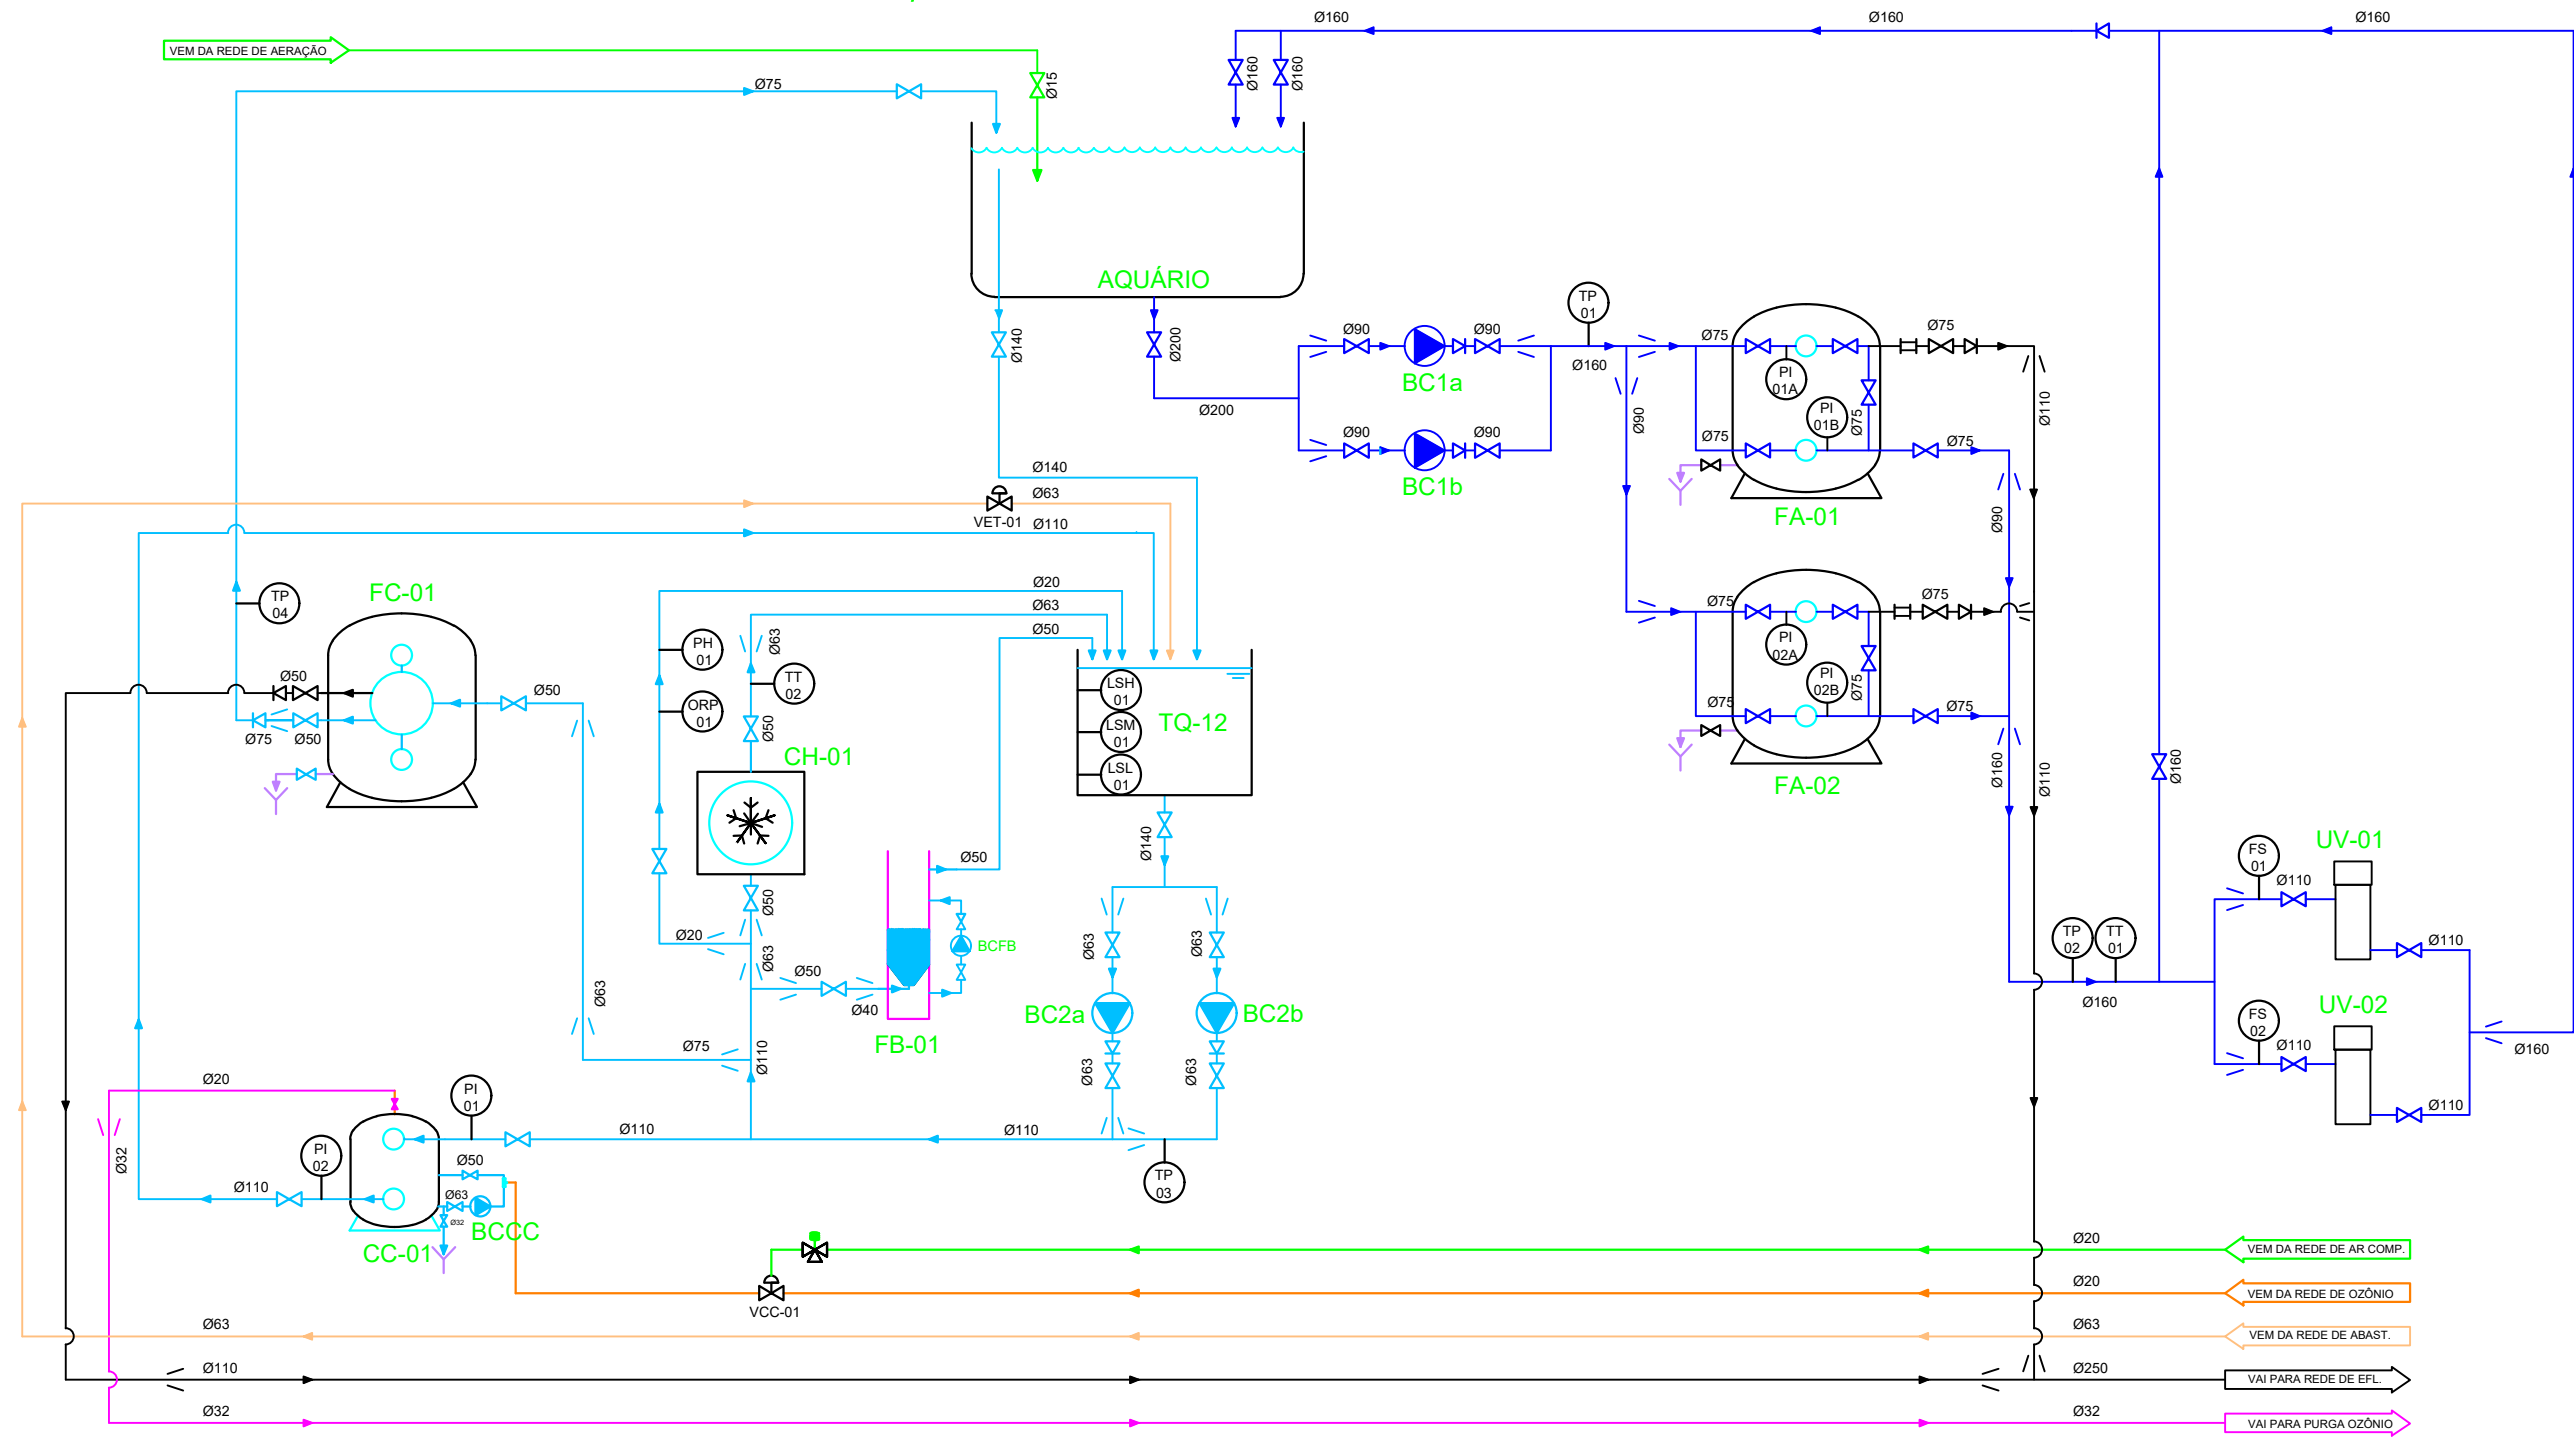 Ø160
Ø160
Ø160
VEM DA REDE DE AERAÇÃO
Ø75
Ø15
Ø160
Ø160
AQUÁRIO
Ø140
Ø200
Ø200
TP
01
Ø90
Ø90
BC1a
Ø160
Ø90
Ø90
BC1b
Ø90
Ø75
PI
01A
PI
01B
Ø75
Ø75
Ø75
Ø75
FA-01
Ø110
Ø90
Ø140
Ø63
VET-01
Ø110
Ø20
Ø63
Ø50
FC-01
TP
04
Ø50
Ø75
Ø50
Ø50
PH
01
ORP
01
Ø63
TT
02
Ø50
CH-01
Ø50
Ø20
Ø63
Ø63
LSH
01
LSM
01
LSL
01
TQ-12
Ø75
PI
02A
PI
02B
Ø75
Ø75
Ø75
Ø75
FA-02
Ø160
Ø110
Ø160
Ø140
Ø50
BCFB
Ø50
Ø40
FB-01
Ø63
Ø63
BC2a
BC2b
Ø63
Ø63
UV-01
FS
01
Ø110
Ø110
TP
02
TT
01
Ø160
UV-02
FS
02
Ø110
Ø110
Ø160
Ø75
Ø110
Ø20
PI
01
Ø110
Ø110
TP
03
Ø32
PI
02
Ø110
Ø50
Ø63
Ø32
BCCC
CC-01
Ø20
VEM DA REDE DE AR COMP.
VCC-01
Ø20
VEM DA REDE DE OZÔNIO
Ø63
Ø63
VEM DA REDE DE ABAST.
Ø110
Ø250
VAI PARA REDE DE EFL.
Ø32
Ø32
VAI PARA PURGA OZÔNIO